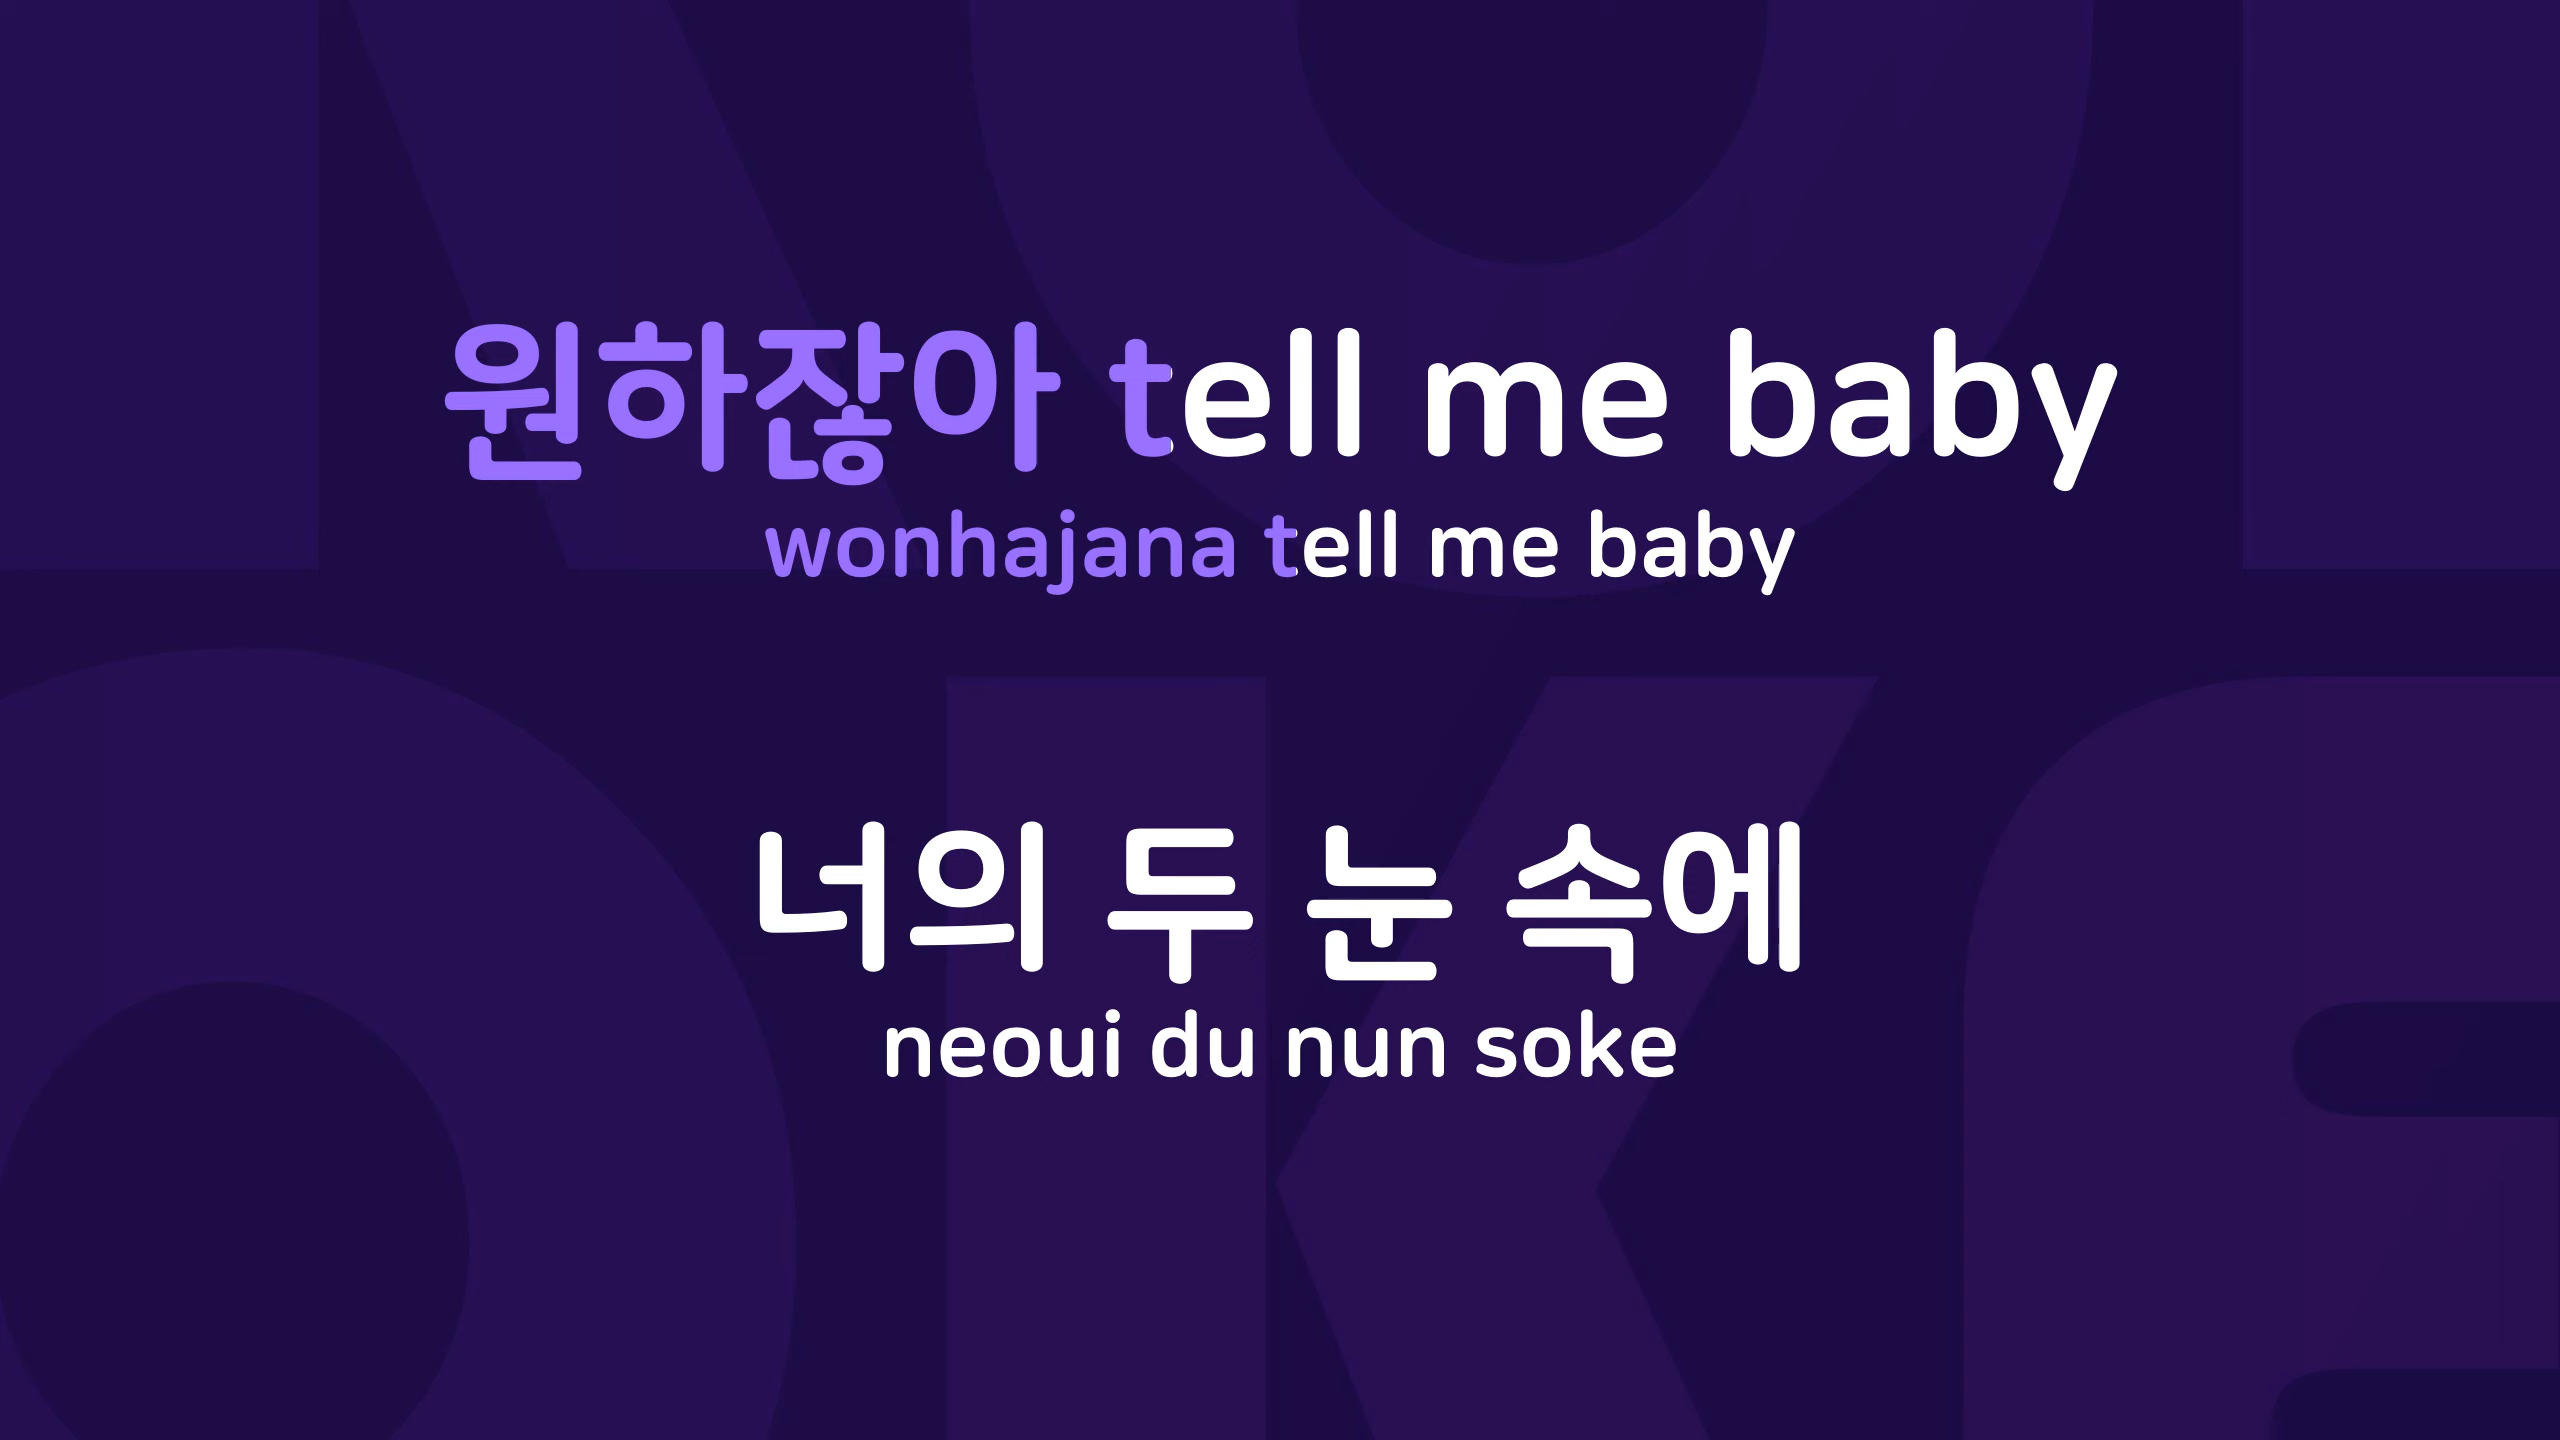 원하잖아 tell me baby
wonhajana tell me baby
너의 두 눈 속에
neoui du nun soke